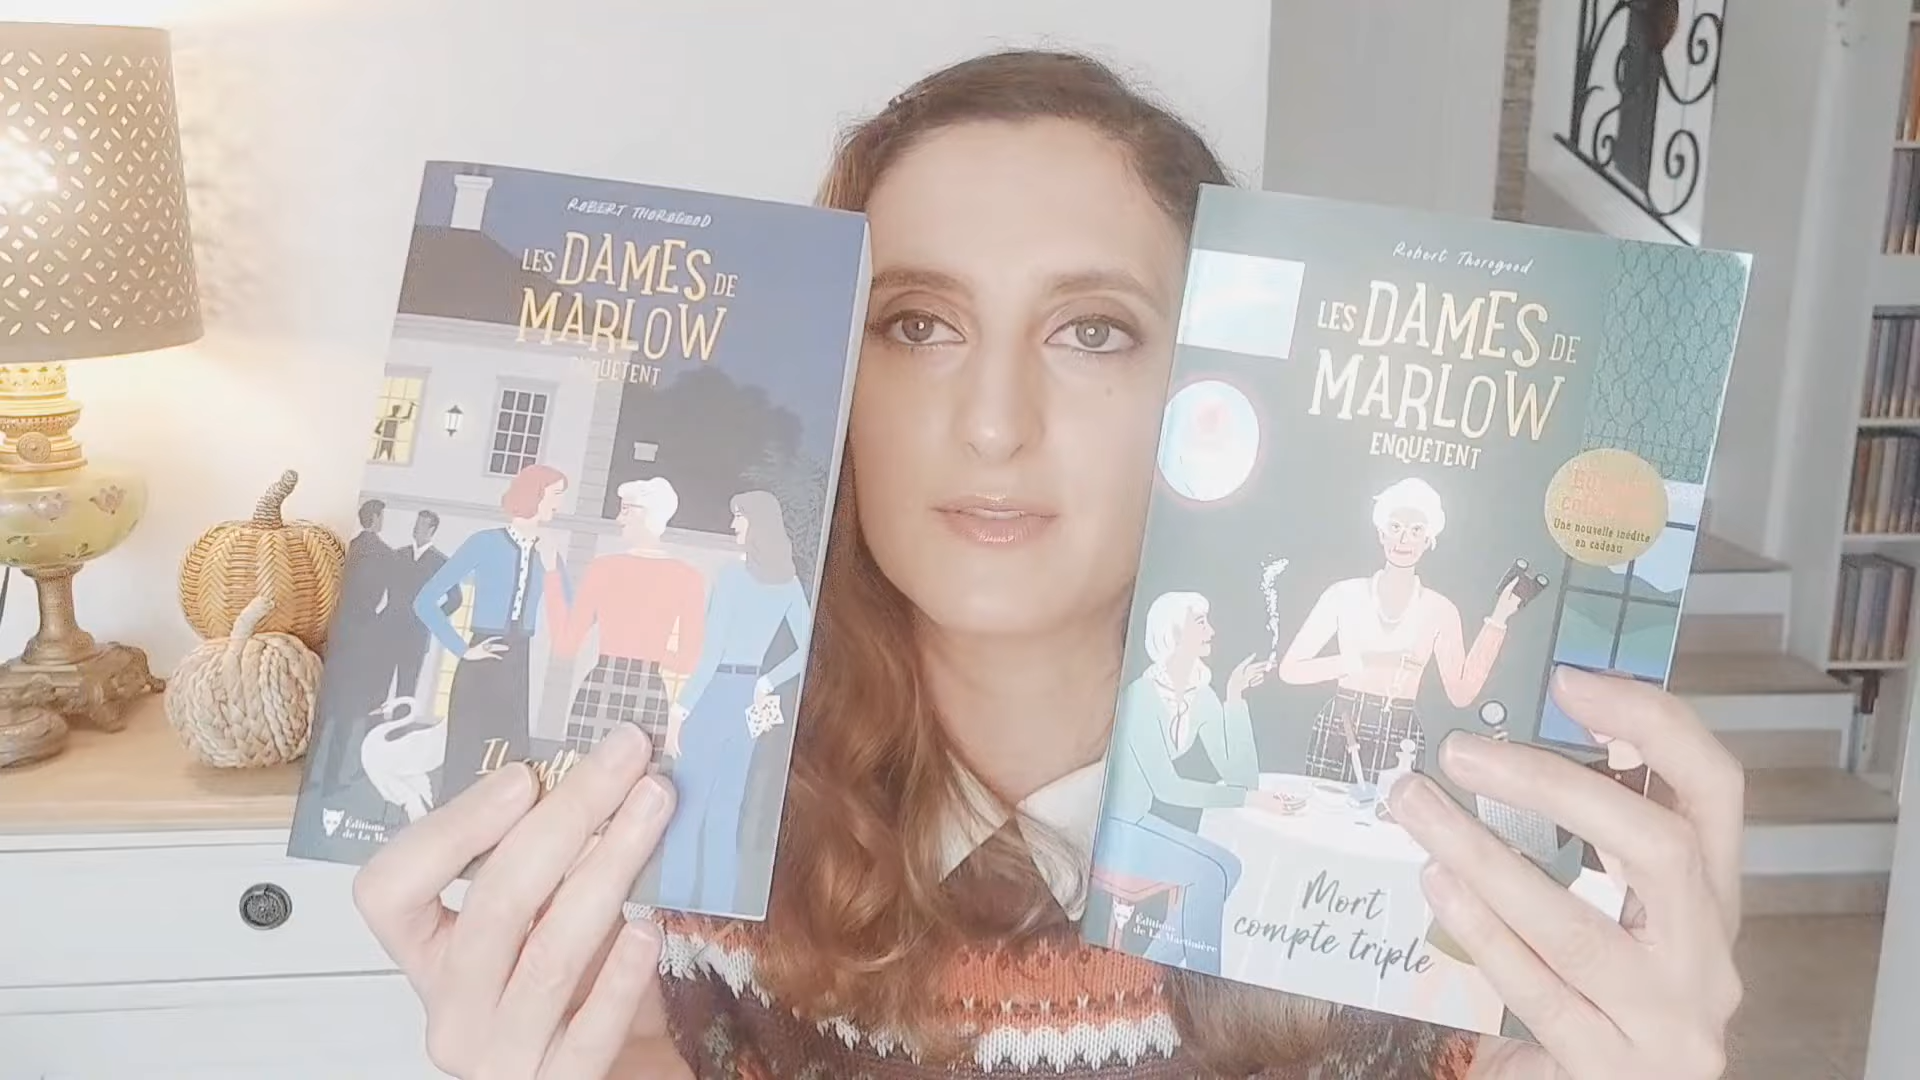 ROBERT THOROGOOD
LES DAMES DE
MARLOW
ENQUÊTENT
Éditions
de La
Robert Thorogood
LES DAMES DE
MARLOW
ENQUÊTENT
Une nouvelle inédite
en cadeau
Mort
compte triple
Éditions
de La Martinière